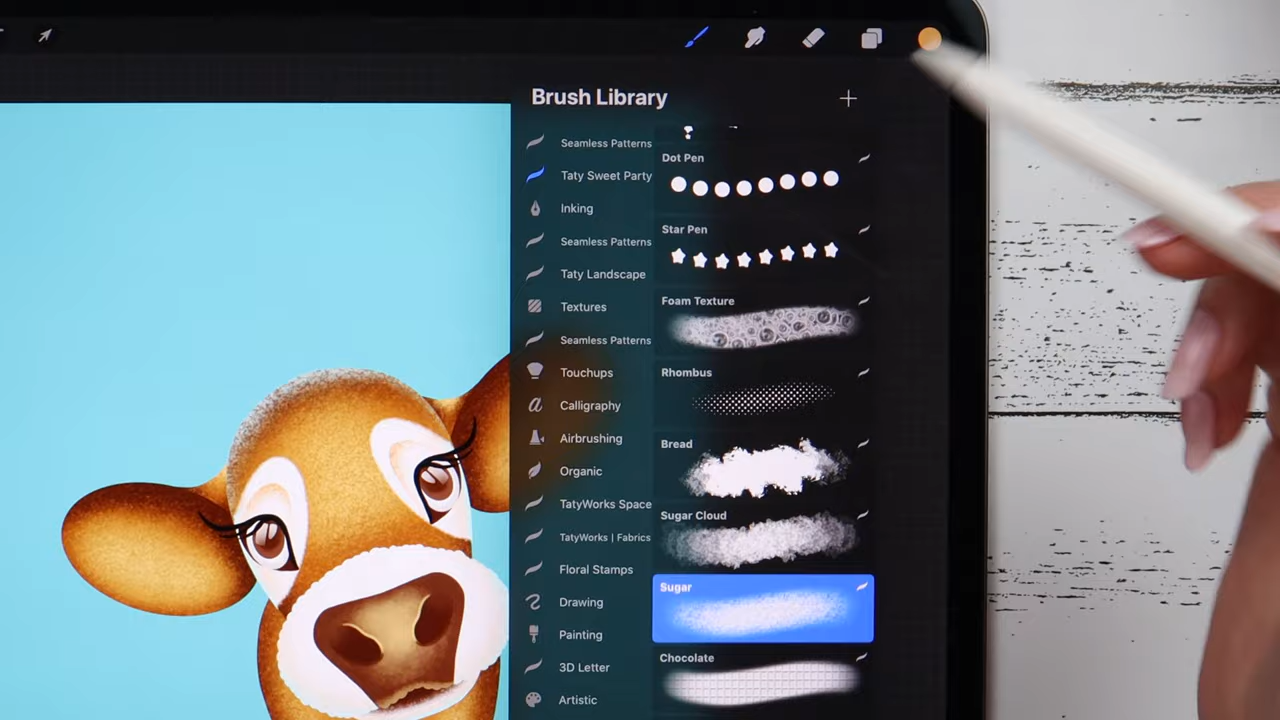 Brush Library
Seamless Patterns
Taty Sweet Party
Inking
Seamless Patterns
Taty Landscape
Textures
Seamless Patterns
Touchups
Calligraphy
Airbrushing
Organic
TatyWorks Space
TatyWorks | Fabrics
Floral Stamps
Drawing
Painting
3D Letter
Artistic
Dot Pen
Star Pen
Foam Texture
Rhombus
Bread
Sugar Cloud
Sugar
Chocolate